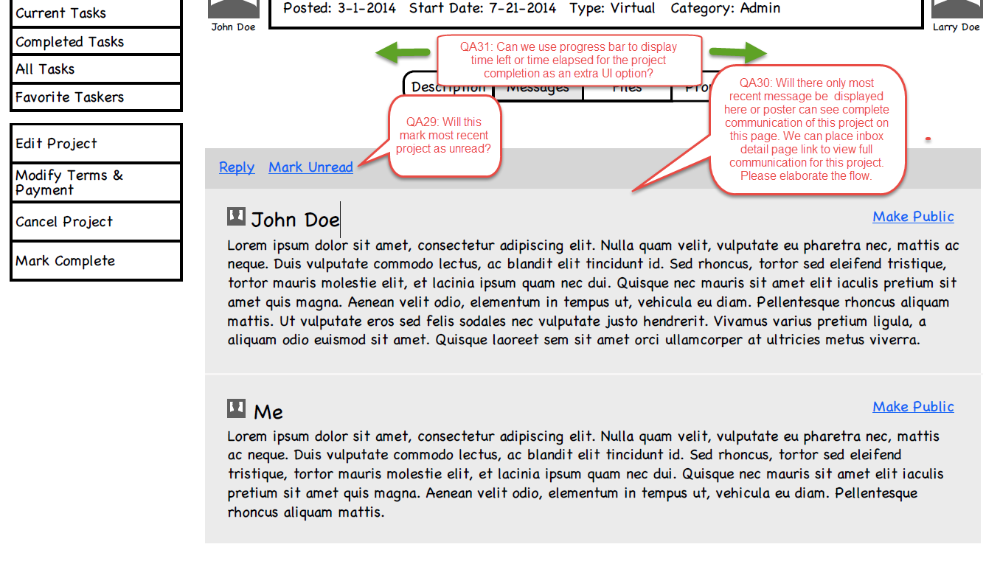 Current Tasks
Completed Tasks
All Tasks
Favorite Taskers
Edit Project
Modify Terms &
Payment
Cancel Project
Mark Complete
John Doe
Posted: 3-1-2014 Start Date: 7-21-2014 Type: Virtual Category: Admin
Larry Doe
QA31: Can we use progress bar to display
time left or time elapsed for the project
completion as an extra UI option?
Description Messages Files
QA29: Will this
mark most recent
project as unread?
QA30: Will there only most
recent message be displayed
here or poster can see complete
communication of this project on
this page. We can place inbox
detail page link to view full
communication for this project.
Please elaborate the flow.
Reply Mark Unread
John Doe
Make Public
Lorem ipsum dolor sit amet, consectetur adipiscing elit. Nulla quam velit, vulputate eu pharetra nec, mattis ac
neque. Duis vulputate commodo lectus, ac blandit elit tincidunt id. Sed rhoncus, tortor sed eleifend tristique,
tortor mauris molestie elit, et lacinia ipsum quam nec dui. Quisque nec mauris sit amet elit iaculis pretium sit
amet quis magna. Aenean velit odio, elementum in tempus ut, vehicula eu diam. Pellentesque rhoncus aliquam
mattis. Ut vulputate eros sed felis sodales nec vulputate justo hendrerit. Vivamus varius pretium ligula, a
aliquam odio euismod sit amet. Quisque laoreet sem sit amet orci ullamcorper at ultricies metus viverra.
Me
Make Public
Lorem ipsum dolor sit amet, consectetur adipiscing elit. Nulla quam velit, vulputate eu pharetra nec, mattis
ac neque. Duis vulputate commodo lectus, ac blandit elit tincidunt id. Sed rhoncus, tortor sed eleifend
tristique, tortor mauris molestie elit, et lacinia ipsum quam nec dui. Quisque nec mauris sit amet elit iaculis
pretium sit amet quis magna. Aenean velit odio, elementum in tempus ut, vehicula eu diam. Pellentesque
rhoncus aliquam mattis.